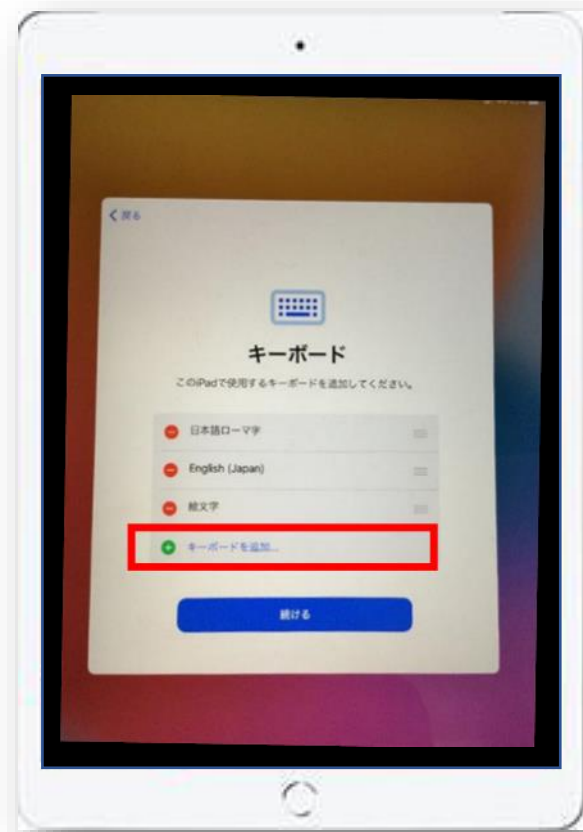 戻る
キーボード
このiPadで使用するキーボードを追加してください。
日本語ローマ字
English (Japan)
絵文字
キーボードを追加...
続ける